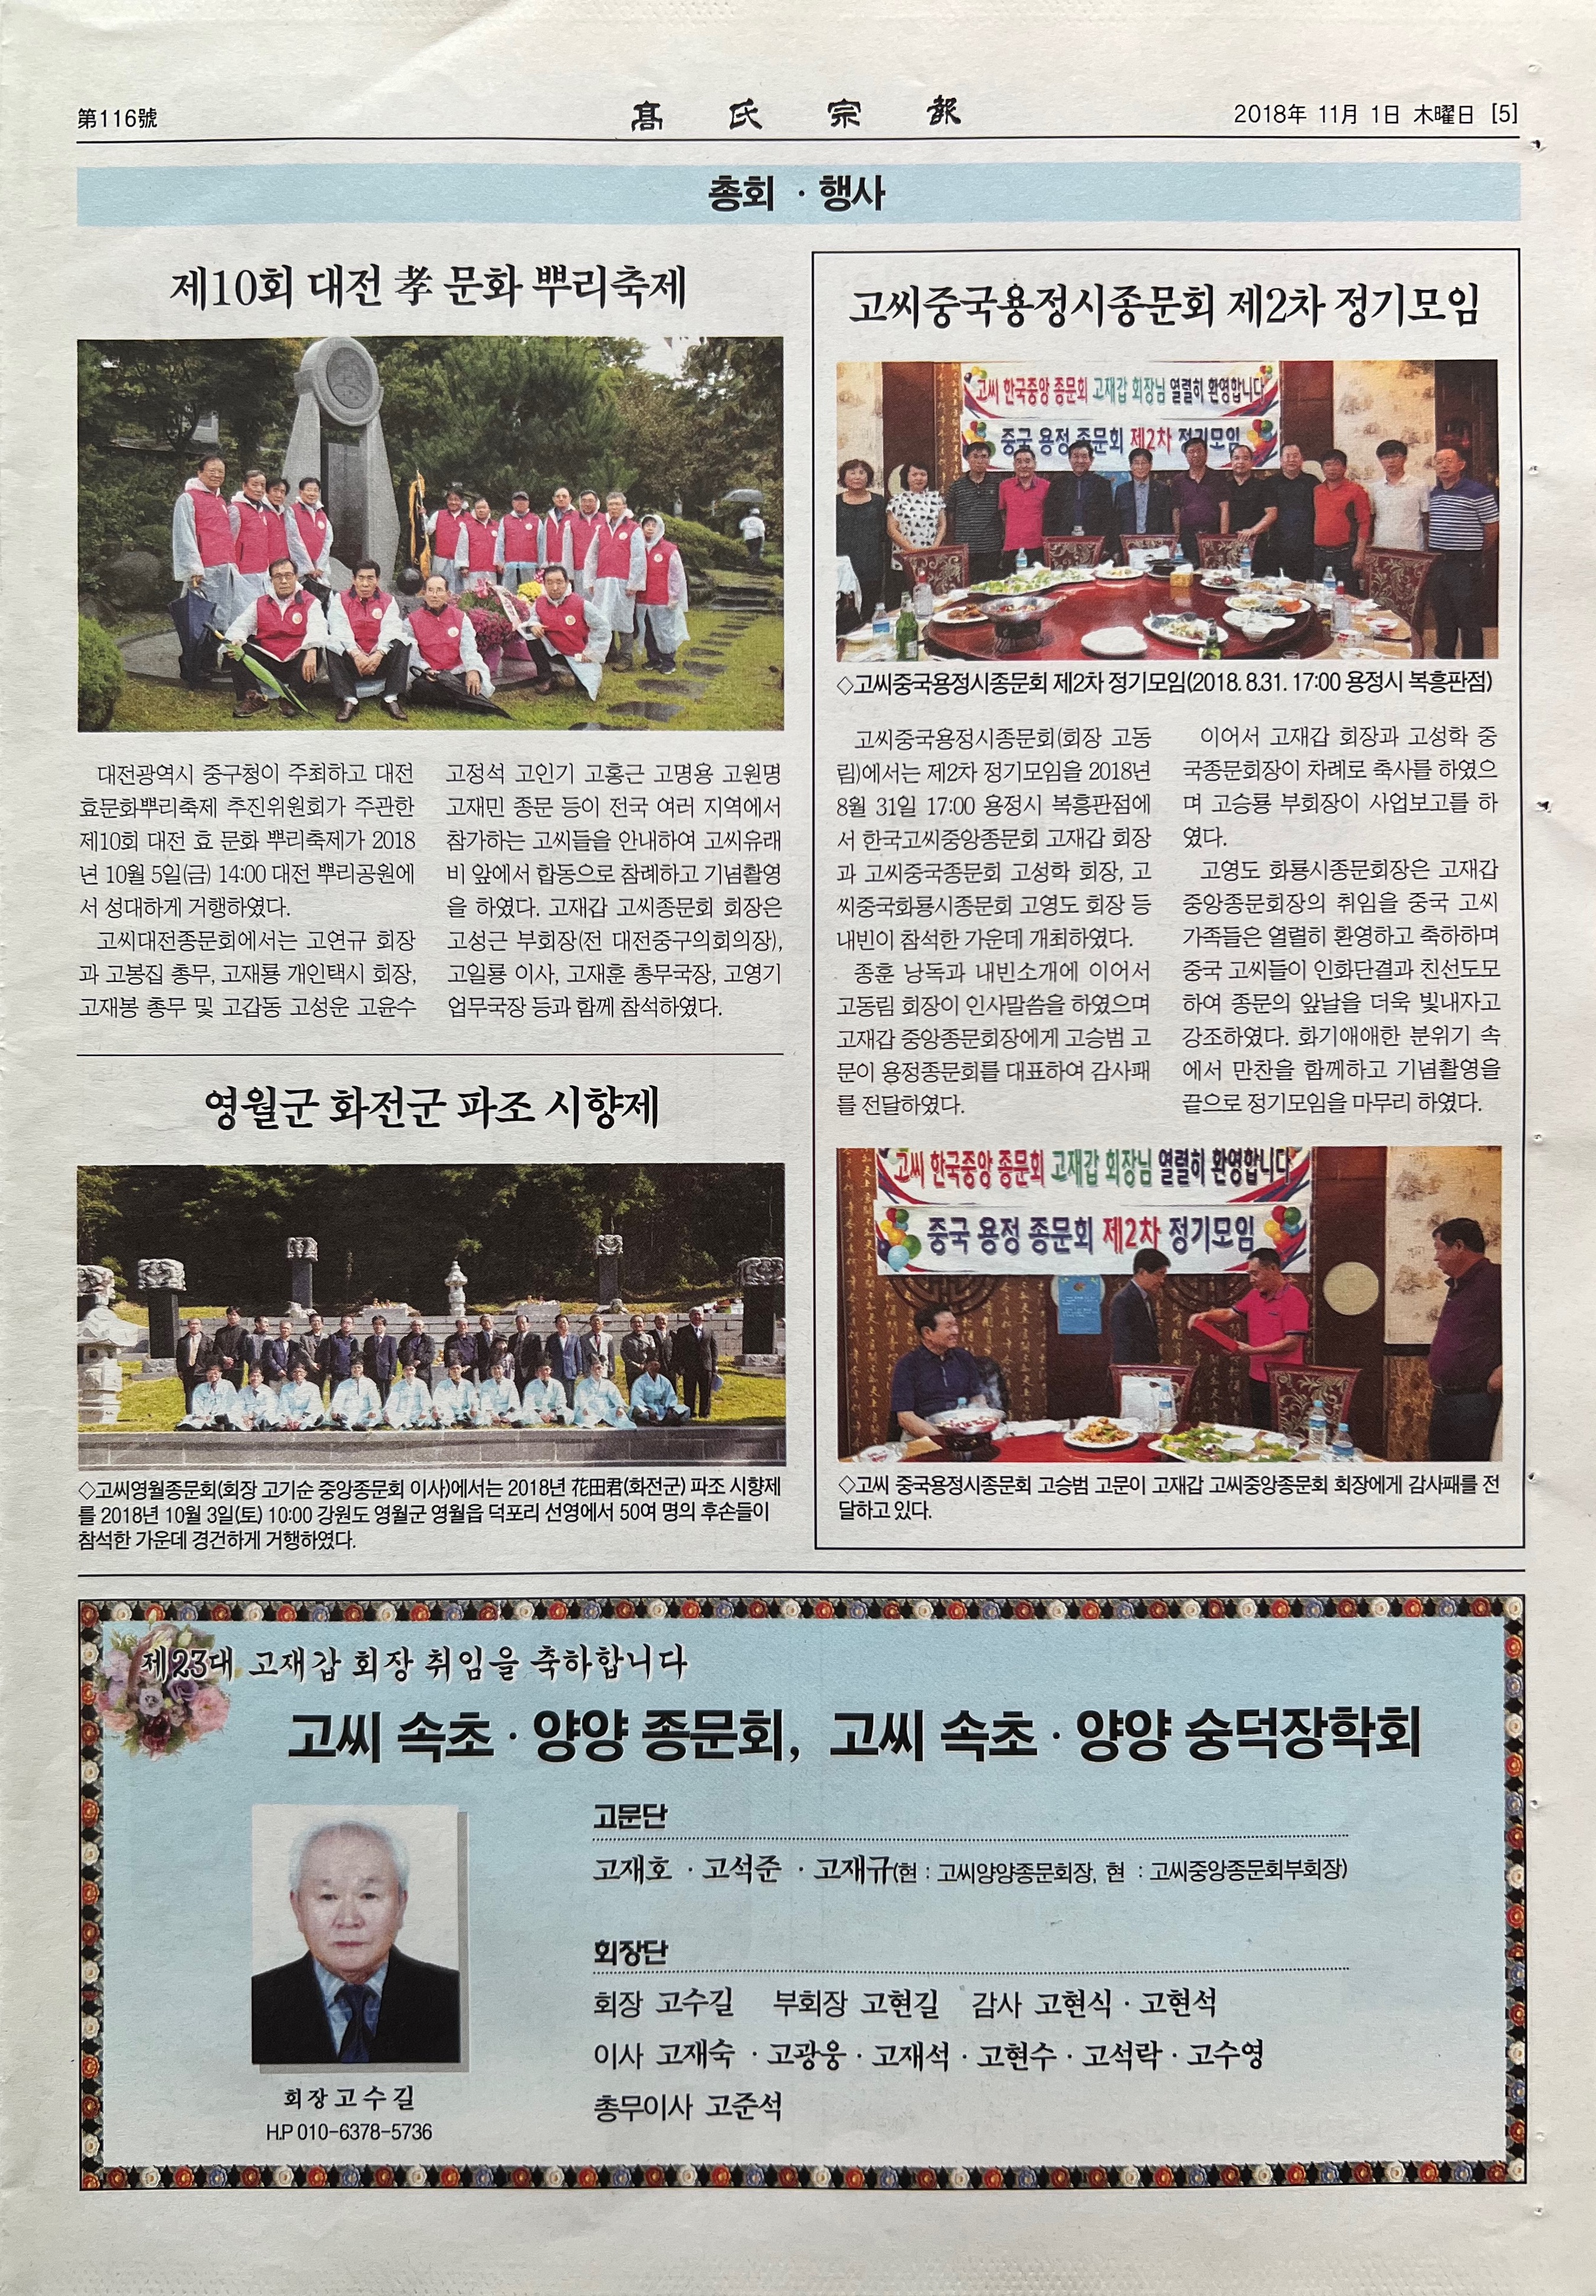 第116號
髙氏宗報
2018年 11月 1日 木曜日 [5]
총회 · 행사
제10회 대전 孝 문화 뿌리축제
대전광역시 중구청이 주최하고 대전
효문화뿌리축제 추진위원회가 주관한
제10회 대전 효 문화 뿌리축제가 2018
년 10월 5일(금) 14:00 대전 뿌리공원에
서 성대하게 거행하였다.
고씨대전종문회에서는 고연규 회장
과 고봉집 총무, 고재룡 개인택시 회장,
고재봉 총무 및 고갑동 고성운 고윤수
고정석 고인기 고홍근 고명용 고원명
고재민 종문 등이 전국 여러 지역에서
참가하는 고씨들을 안내하여 고씨유래
비 앞에서 합동으로 참례하고 기념촬영
을 하였다. 고재갑 고씨종문회 회장은
고성근 부회장(전 대전중구의회의장),
고일룡 이사, 고재훈 총무국장, 고영기
업무국장 등과 함께 참석하였다.
영월군 화전군 파조 시향제
◇고씨영월종문회(회장 고기순 중앙종문회 이사)에서는 2018년 花田君(화전군) 파조 시향제
를 2018년 10월 3일(토) 10:00 강원도 영월군 영월읍 덕포리 선영에서 50여 명의 후손들이
참석한 가운데 경건하게 거행하였다.
고씨중국용정시종문회 제2차 정기모임
고씨 한국중앙 종문회 고재갑 회장님 열렬히 환영합니다
중국 용정 종문회 제2차 정기모임
◇고씨중국용정시종문회 제2차 정기모임(2018. 8.31. 17:00 용정시 복흥판점)
고씨중국용정시종문회(회장 고동
림)에서는 제2차 정기모임을 2018년
8월 31일 17:00 용정시 복흥판점에
서 한국고씨중앙종문회 고재갑 회장
과 고씨중국종문회 고성학 회장, 고
씨중국화룡시종문회 고영도 회장 등
내빈이 참석한 가운데 개최하였다.
종훈 낭독과 내빈소개에 이어서
고동림 회장이 인사말씀을 하였으며
고재갑 중앙종문회장에게 고승범 고
문이 용정종문회를 대표하여 감사패
를 전달하였다.
이어서 고재갑 회장과 고성학 중
국종문회장이 차례로 축사를 하였으
며 고승룡 부회장이 사업보고를 하
였다.
고영도 화룡시종문회장은 고재갑
중앙종문회장의 취임을 중국 고씨
가족들은 열렬히 환영하고 축하하며
중국 고씨들이 인화단결과 친선도모
하여 종문의 앞날을 더욱 빛내자고
강조하였다. 화기애애한 분위기 속
에서 만찬을 함께하고 기념촬영을
끝으로 정기모임을 마무리 하였다.
고씨 한국중앙 종문회 고재갑 회장님 열렬히 환영합니다
중국 용정 종문회 제2차 정기모임
◇고씨 중국용정시종문회 고승범 고문이 고재갑 고씨중앙종문회 회장에게 감사패를 전
달하고 있다.
제23대 고재갑 회장 취임을 축하합니다
고씨 속초 · 양양 종문회, 고씨 속초 · 양양 숭덕장학회
고문단
고재호 · 고석준 · 고재규(현 : 고씨양양종문회장, 현 : 고씨중앙종문회부회장)
회장단
회장 고수길 부회장 고현길 감사 고현식 · 고현석
이사 고재숙 · 고광웅 · 고재석 · 고현수 · 고석락 · 고수영
총무이사 고준석
회장 고수길
H.P 010-6378-5736